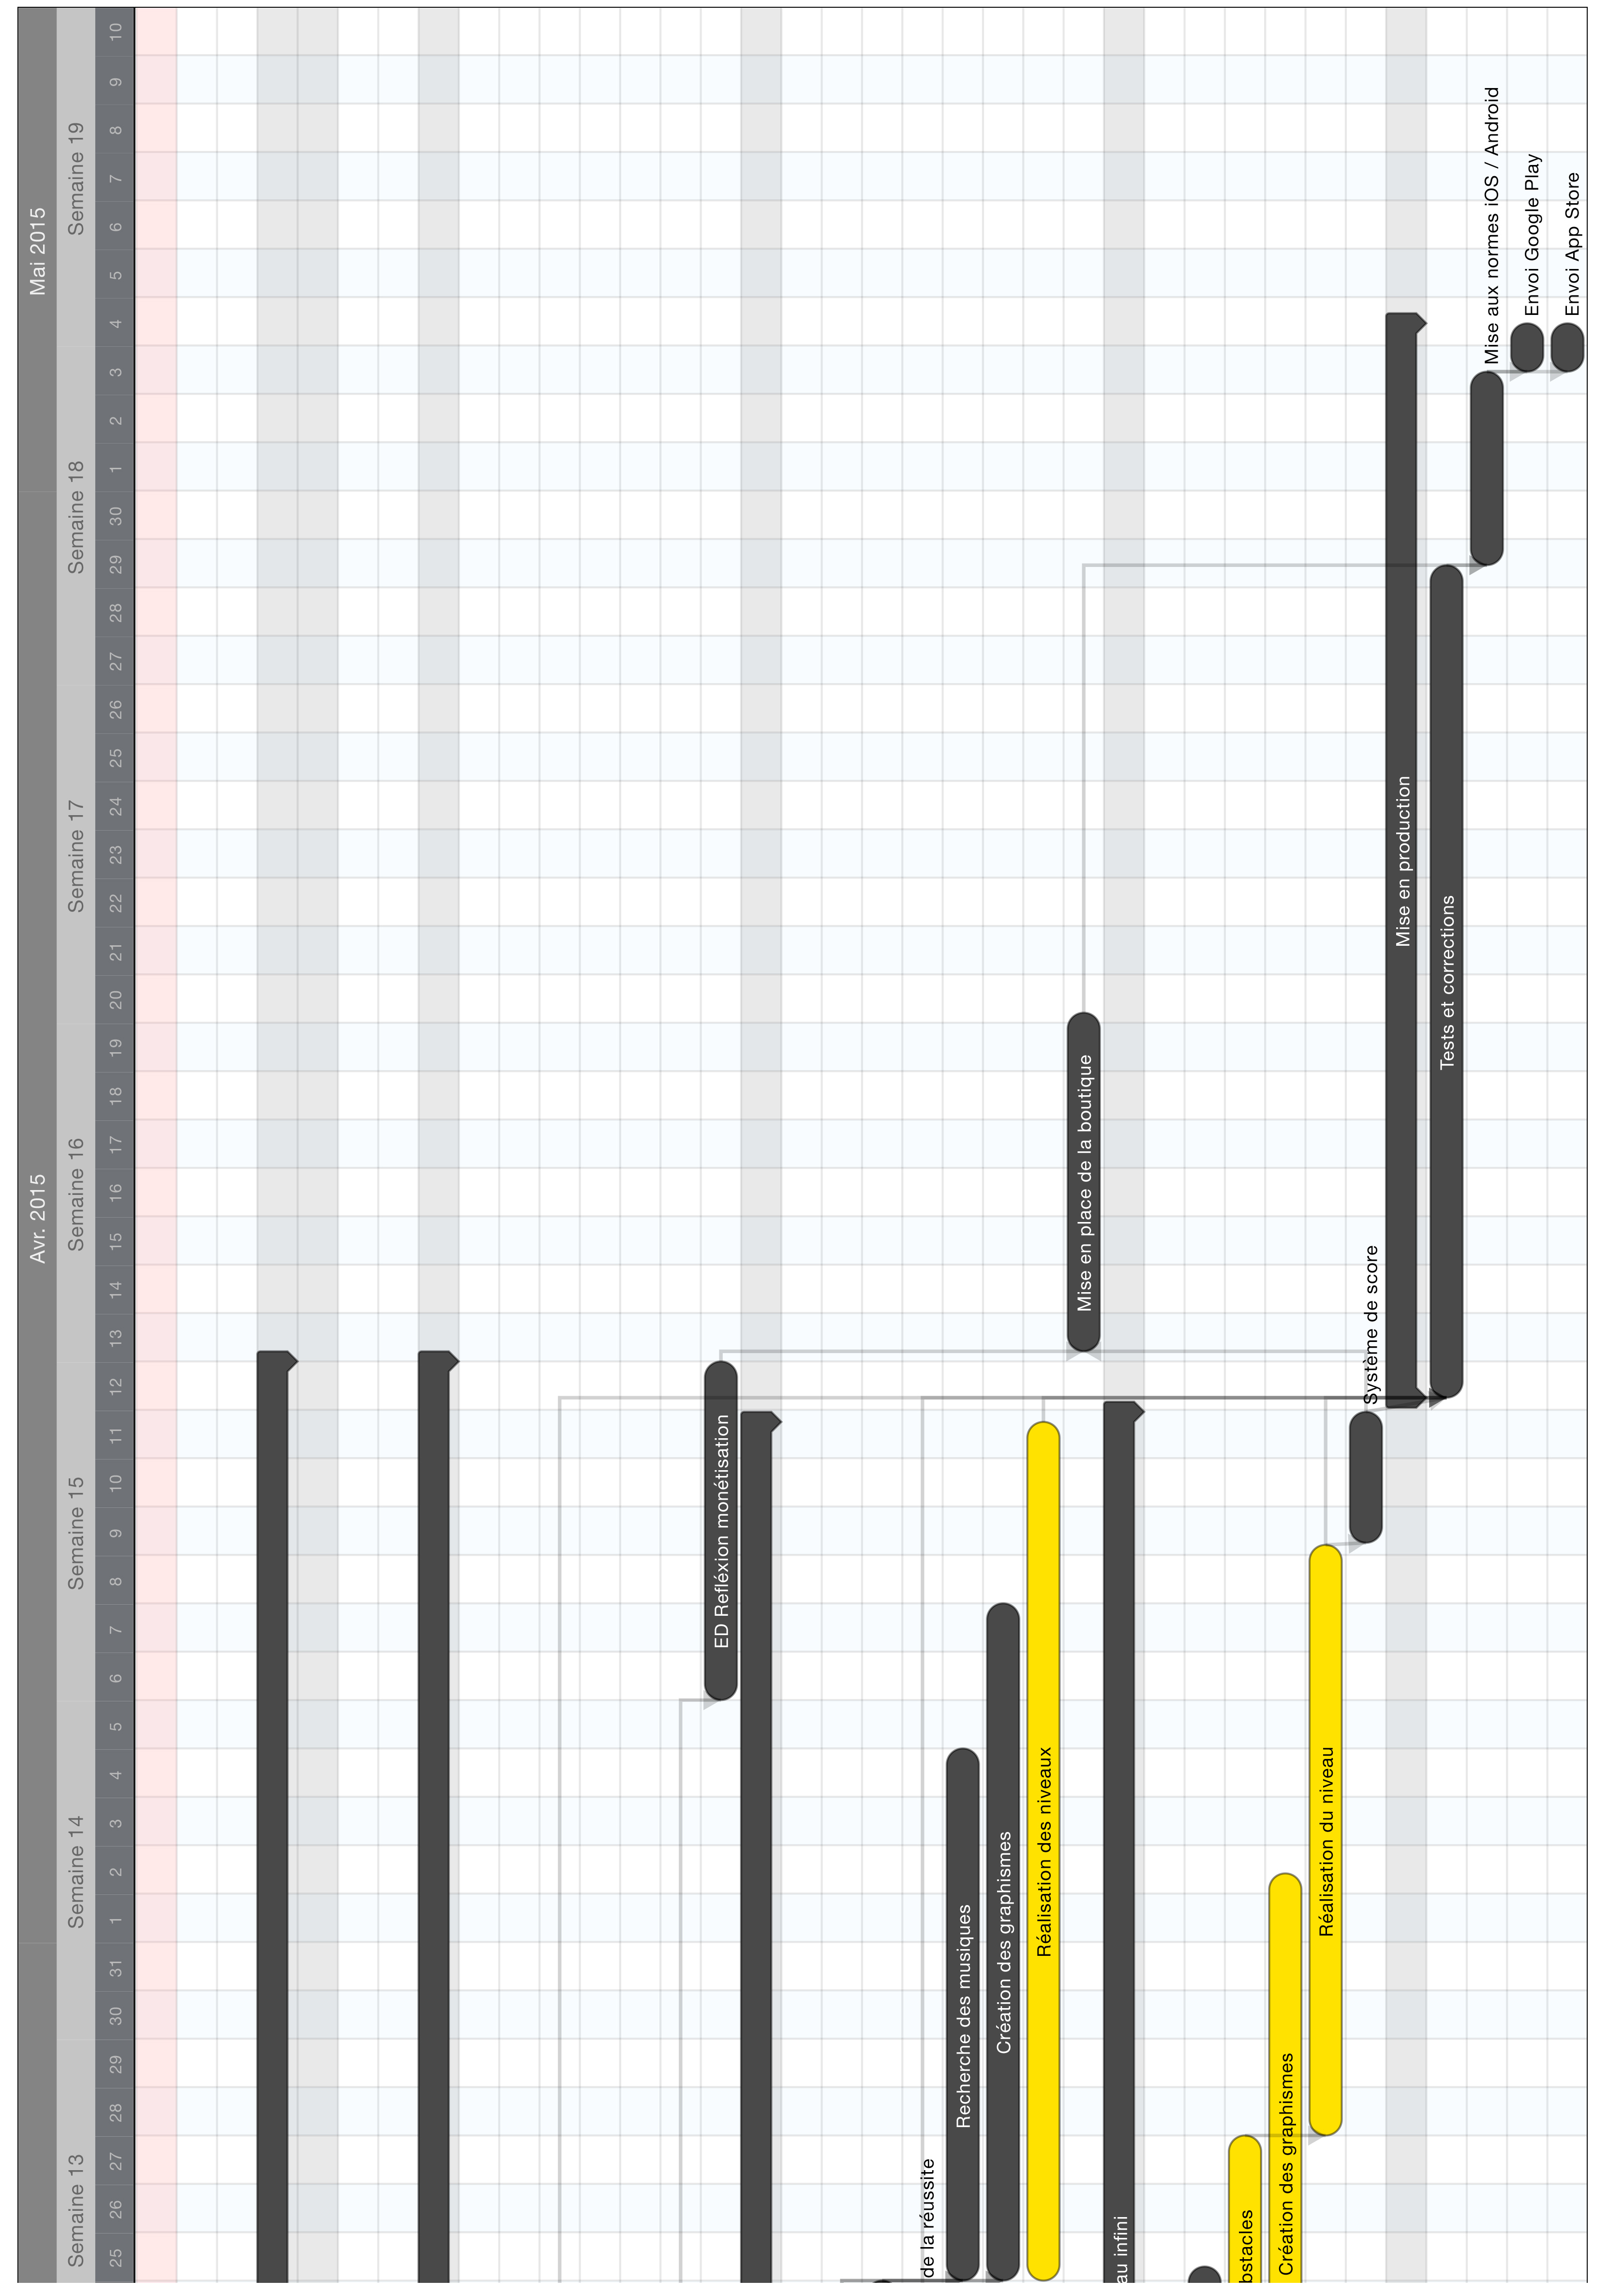 Avr. 2015
Mai 2015
Semaine 13
Semaine 14
Semaine 15
Semaine 16
Semaine 17
Semaine 18
Semaine 19
25 26 27 28 29 30 31 1 2 3 4 5 6 7 8 9 10 11 12 13 14 15 16 17 18 19 20 21 22 23 24 25 26 27 28 29 30 1 2 3 4 5 6 7 8 9 10
ED Refléxion monétisation
de la réussite
Recherche des musiques
Création des graphismes
Réalisation des niveaux
Mise en place de la boutique
au infini
bstacles
Création des graphismes
Réalisation du niveau
Système de score
Mise en production
Tests et corrections
Mise aux normes iOS / Android
Envoi Google Play
Envoi App Store